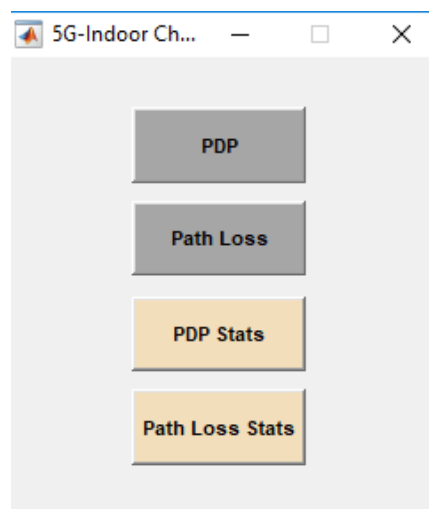 5G-Indoor Ch...
PDP
Path Loss
PDP Stats
Path Loss Stats